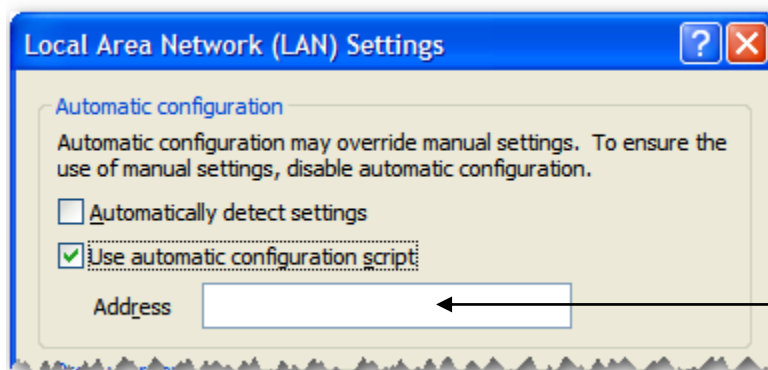 Local Area Network (LAN) Settings
Automatic configuration
Automatic configuration may override manual settings. To ensure the
use of manual settings, disable automatic configuration.
Automatically detect settings
Use automatic configuration script
Address